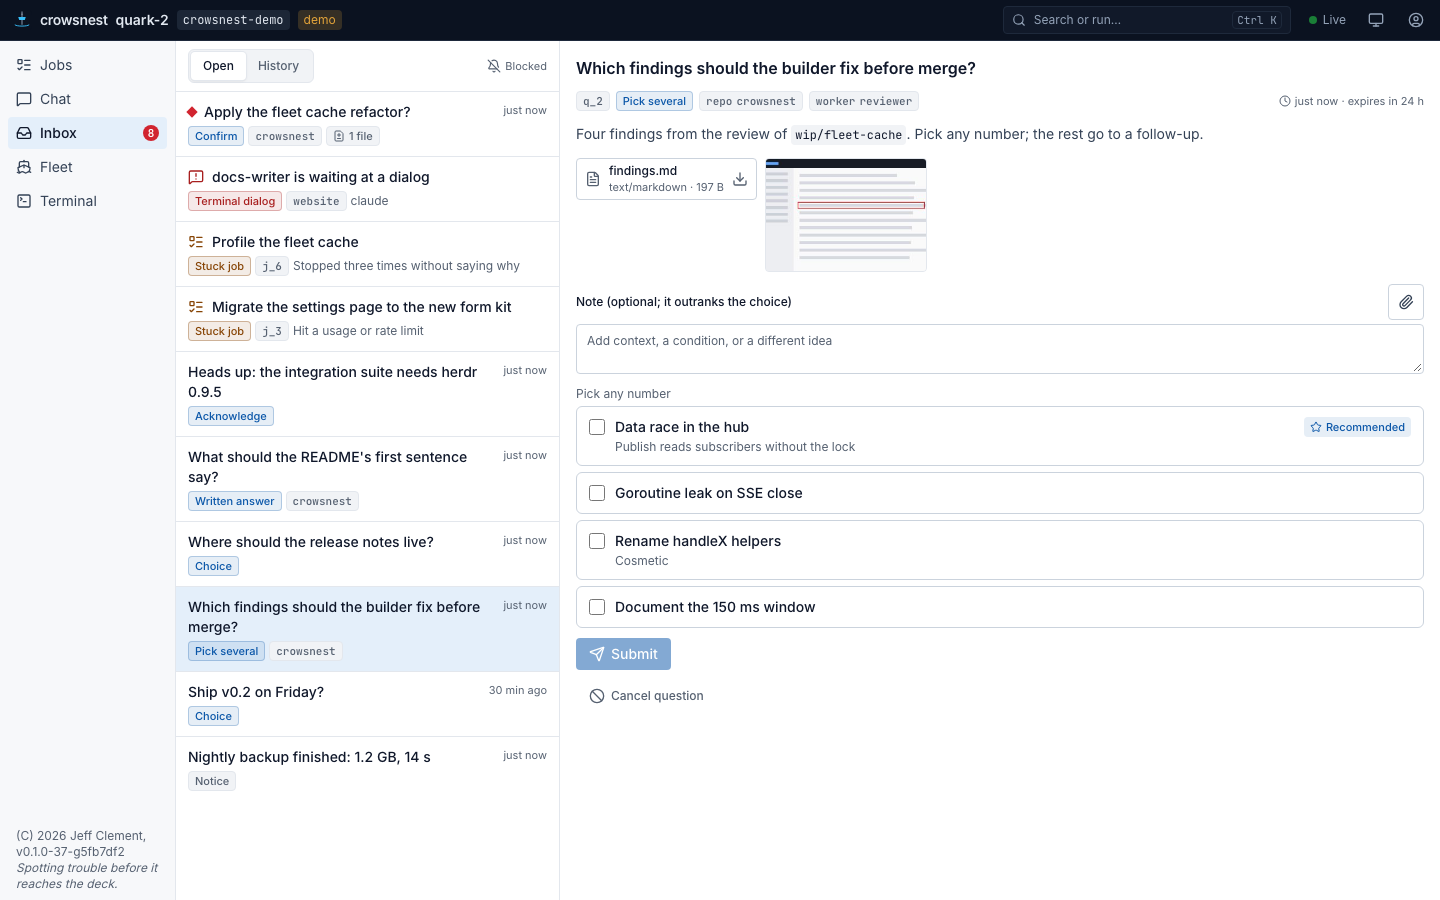 crowsnest quark-2 crowsnest-demo demo
Search or run... Ctrl K
Live
Jobs
Chat
Inbox 8
Fleet
Terminal
(C) 2026 Jeff Clement,
v0.1.0-37-g5fb7df2
Spotting trouble before it
reaches the deck.
Open History
Blocked
Apply the fleet cache refactor? just now
Confirm crowsnest 1 file
docs-writer is waiting at a dialog
Terminal dialog website claude
Profile the fleet cache
Stuck job j_6 Stopped three times without saying why
Migrate the settings page to the new form kit
Stuck job j_3 Hit a usage or rate limit
Heads up: the integration suite needs herdr just now
0.9.5
Acknowledge
What should the README's first sentence just now
say?
Written answer crowsnest
Where should the release notes live? just now
Choice
Which findings should the builder fix before just now
merge?
Pick several crowsnest
Ship v0.2 on Friday? 30 min ago
Choice
Nightly backup finished: 1.2 GB, 14 s just now
Notice
Which findings should the builder fix before merge?
q_2 Pick several repo crowsnest worker reviewer just now · expires in 24 h
Four findings from the review of wip/fleet-cache. Pick any number; the rest go to a follow-up.
findings.md
text/markdown · 197 B
Note (optional; it outranks the choice)
Add context, a condition, or a different idea
Pick any number
Data race in the hub Recommended
Publish reads subscribers without the lock
Goroutine leak on SSE close
Rename handleX helpers
Cosmetic
Document the 150 ms window
Submit
Cancel question